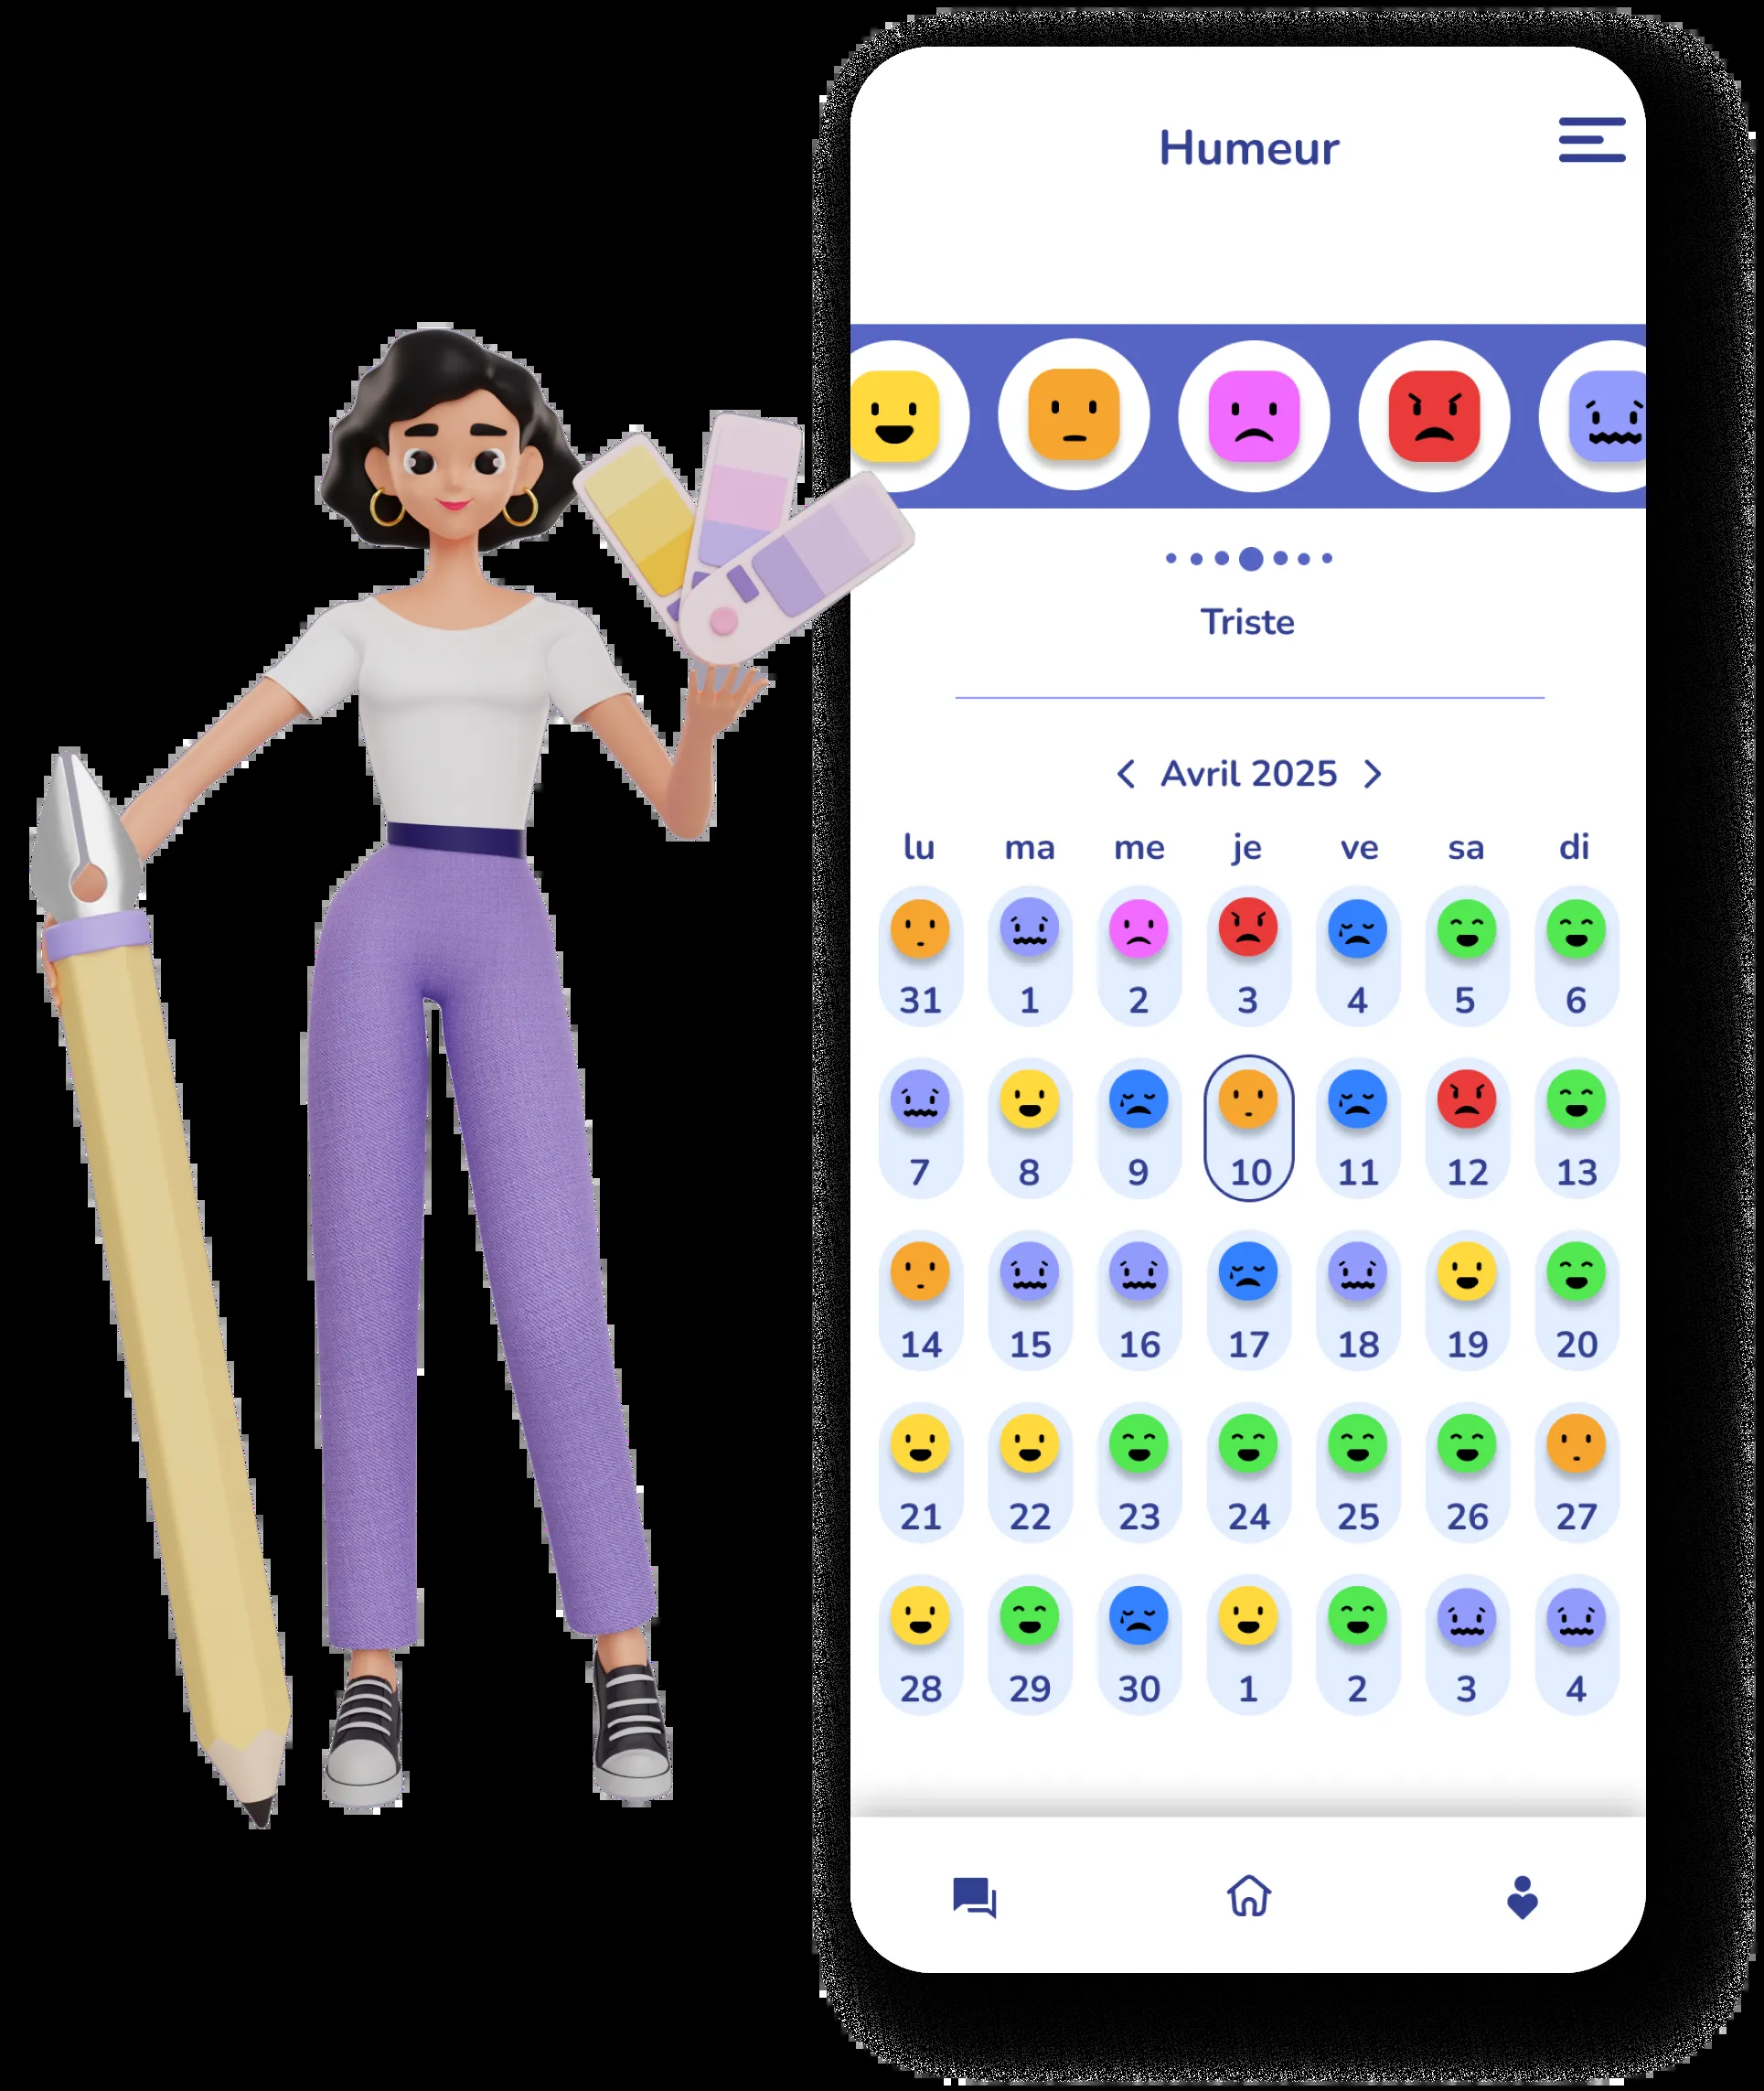 Humeur
Triste
Avril 2025
lu ma me je ve sa di
31 1 2 3 4 5 6
7 8 9 10 11 12 13
14 15 16 17 18 19 20
21 22 23 24 25 26 27
28 29 30 1 2 3 4